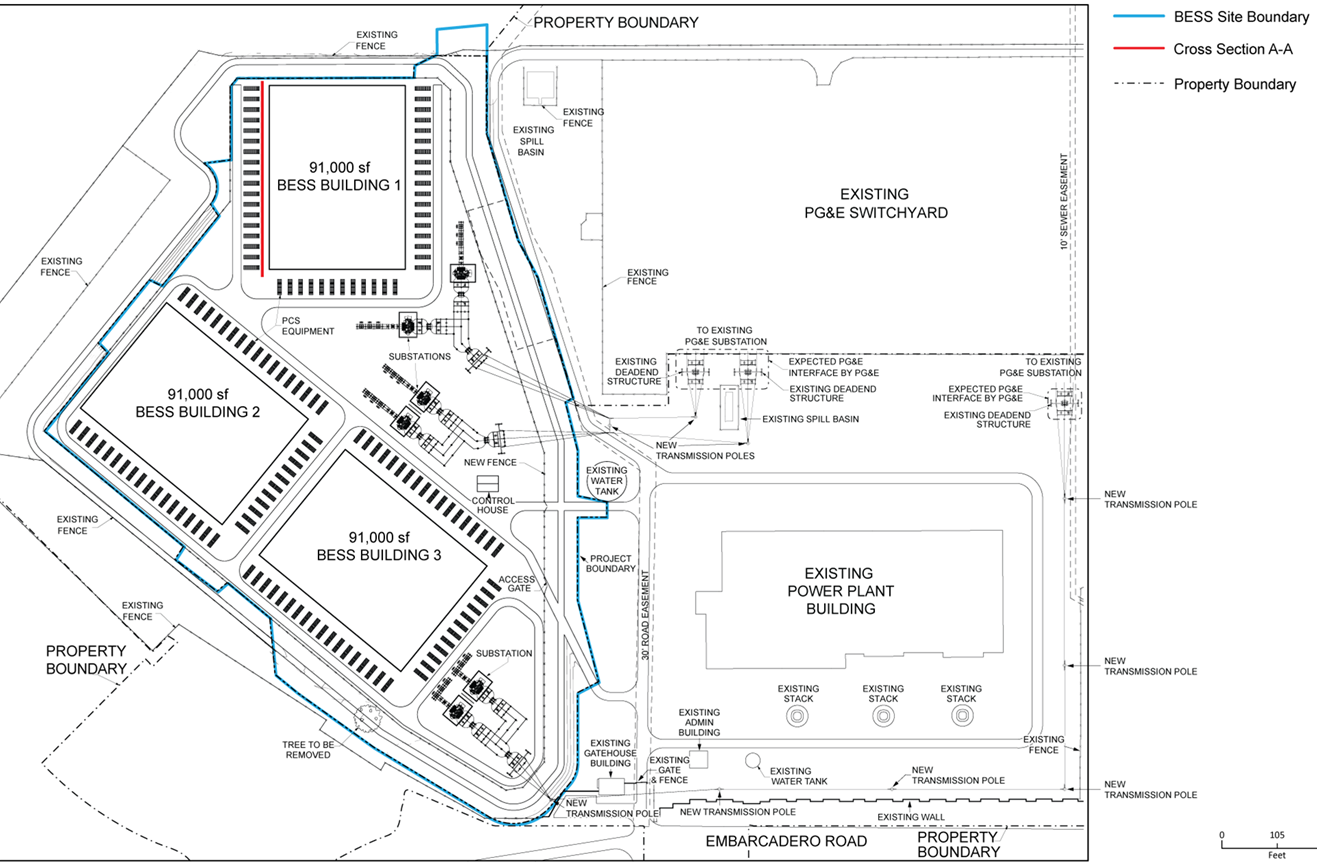 PROPERTY BOUNDARY
EXISTING
FENCE
BESS Site Boundary
Cross Section A-A
Property Boundary
EXISTING
FENCE
EXISTING
SPILL
BASIN
91,000 sf
BESS BUILDING 1
EXISTING
PG&E SWITCHYARD
10' SEWER EASEMENT
EXISTING
FENCE
EXISTING
FENCE
PCS
EQUIPMENT
SUBSTATIONS
TO EXISTING
PG&E SUBSTATION
EXISTING
DEADEND
STRUCTURE
EXPECTED PG&E
INTERFACE BY PG&E
EXISTING DEADEND
STRUCTURE
EXISTING SPILL BASIN
TO EXISTING
PG&E SUBSTATION
EXPECTED PG&E
INTERFACE BY PG&E
EXISTING DEADEND
STRUCTURE
91,000 sf
BESS BUILDING 2
NEW
TRANSMISSION POLES
NEW FENCE
EXISTING
WATER
TANK
CONTROL
HOUSE
NEW
TRANSMISSION POLE
EXISTING
FENCE
91,000 sf
BESS BUILDING 3
PROJECT
BOUNDARY
ACCESS
GATE
30' ROAD EASEMENT
EXISTING
POWER PLANT
BUILDING
EXISTING
FENCE
PROPERTY
BOUNDARY
SUBSTATION
NEW
TRANSMISSION POLE
EXISTING
STACK
EXISTING
STACK
EXISTING
STACK
EXISTING
ADMIN
BUILDING
TREE TO BE
REMOVED
EXISTING
GATEHOUSE
BUILDING
EXISTING
GATE
& FENCE
EXISTING
WATER TANK
NEW
TRANSMISSION POLE
EXISTING
FENCE
NEW
TRANSMISSION POLE
NEW
TRANSMISSION POLE
NEW TRANSMISSION POLE
EXISTING WALL
EMBARCADERO ROAD
PROPERTY
BOUNDARY
0 105
Feet